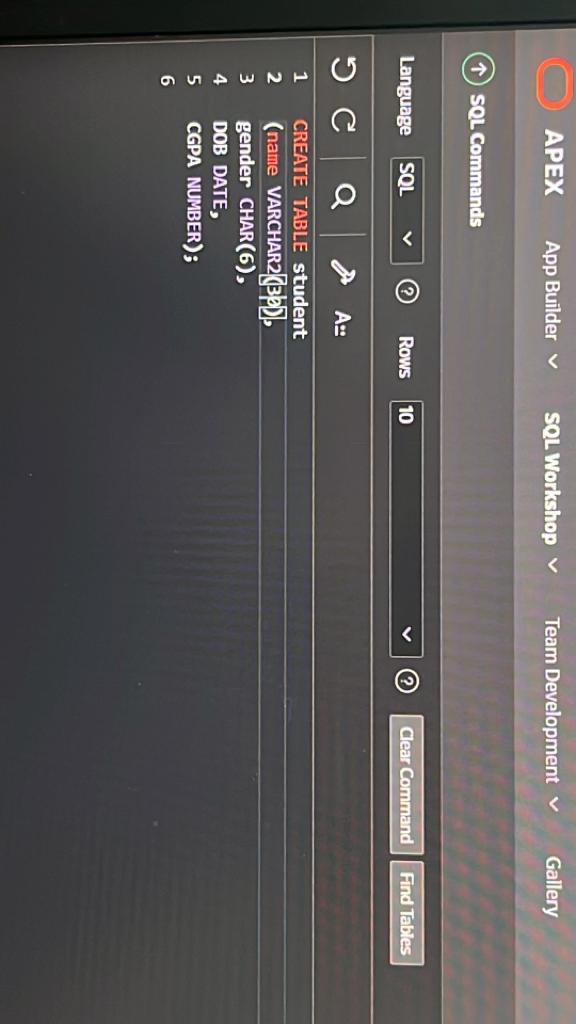 APEX App Builder SQL Workshop Team Development Gallery
SQL Commands
Language SQL Rows 10 Clear Command Find Tables
A::
1 CREATE TABLE student
2 (name VARCHAR2(30),
3 gender CHAR(6),
4 DOB DATE,
5 CGPA NUMBER);
6